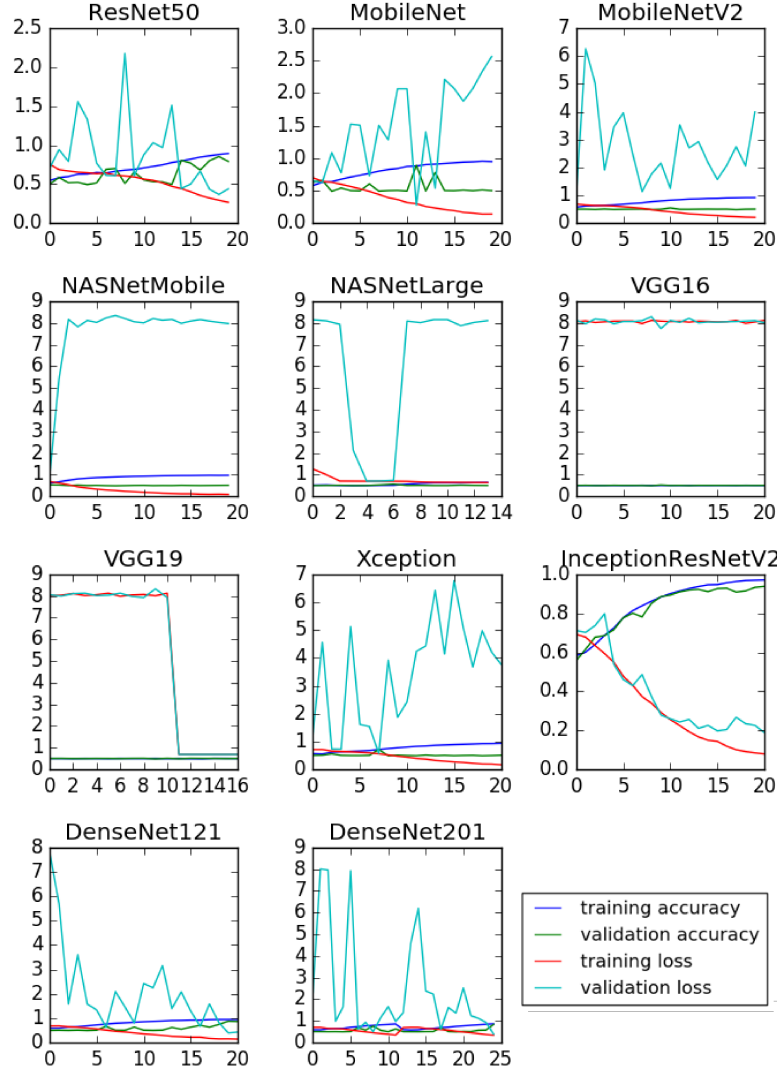 ResNet50 MobileNet MobileNetV2
2.5 3.0 7
2.0 2.5 6
1.5 2.0 5
1.0 1.5 4
0.5 1.0 3
0.0 0.5 2
0.0 1
0
0 5 10 15 20 0 5 10 15 20 0 5 10 15 20
NASNetMobile NASNetLarge VGG16
9 9 9
8 8 8
7 7 7
6 6 6
5 5 5
4 4 4
3 3 3
2 2 2
1 1 1
0 0 0
0 5 10 15 20 0 2 4 6 8 10 12 14 0 5 10 15 20
VGG19 Xception InceptionResNetV2
9 7 1.0
8 6 0.8
7 5 0.6
6 4 0.4
5 3 0.2
4 2 0.0
3 1
2 0
1
0
0 2 4 6 8 10 12 14 16 0 5 10 15 20 0 5 10 15 20
DenseNet121 DenseNet201
8 9
7 8
6 7
5 6
4 5
3 4
2 3
1 2
0 1
0
0 5 10 15 20 0 5 10 15 20 25
training accuracy
validation accuracy
training loss
validation loss